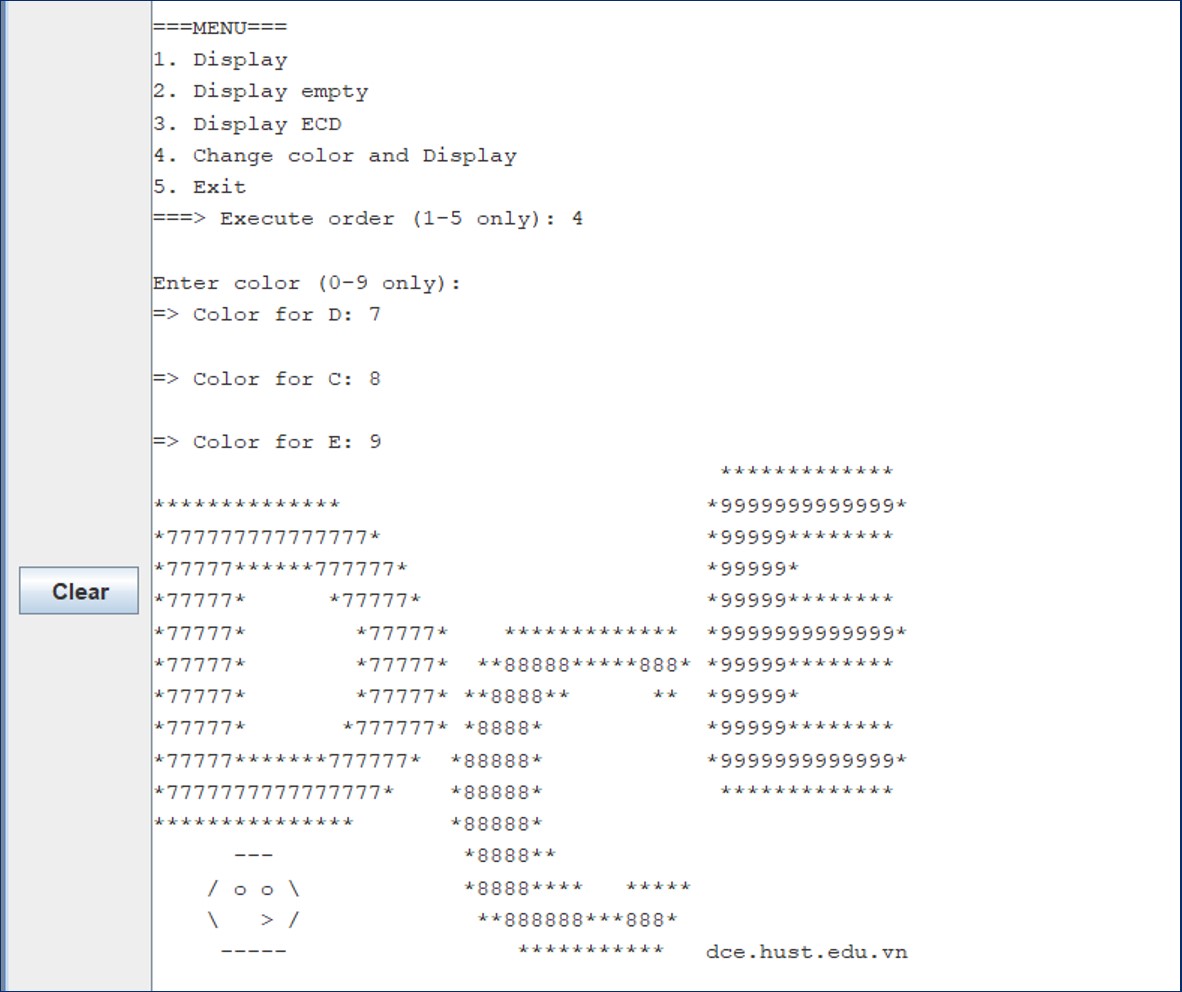 ===MENU===
1. Display
2. Display empty
3. Display ECD
4. Change color and Display
5. Exit
===> Execute order (1-5 only): 4

Enter color (0-9 only):
=> Color for D: 7

=> Color for C: 8

=> Color for E: 9
                                          *************
**************                           *9999999999999*
*777777777777777*                        *99999********
*77777******777777*                      *99999*
*77777*      *77777*                     *99999********
*77777*        *77777*    *************  *9999999999999*
*77777*        *77777*  **88888*****888* *99999********
*77777*        *77777* **8888**      **  *99999*
*77777*       *777777* *8888*            *99999********
*77777*******777777*  *88888*            *9999999999999*
*7777777777777777*    *88888*             *************
***************       *88888*
      ---              *8888**
    / o o \            *8888****   *****
    \   > /             **888888***888*
     -----                 ***********   dce.hust.edu.vn
Clear